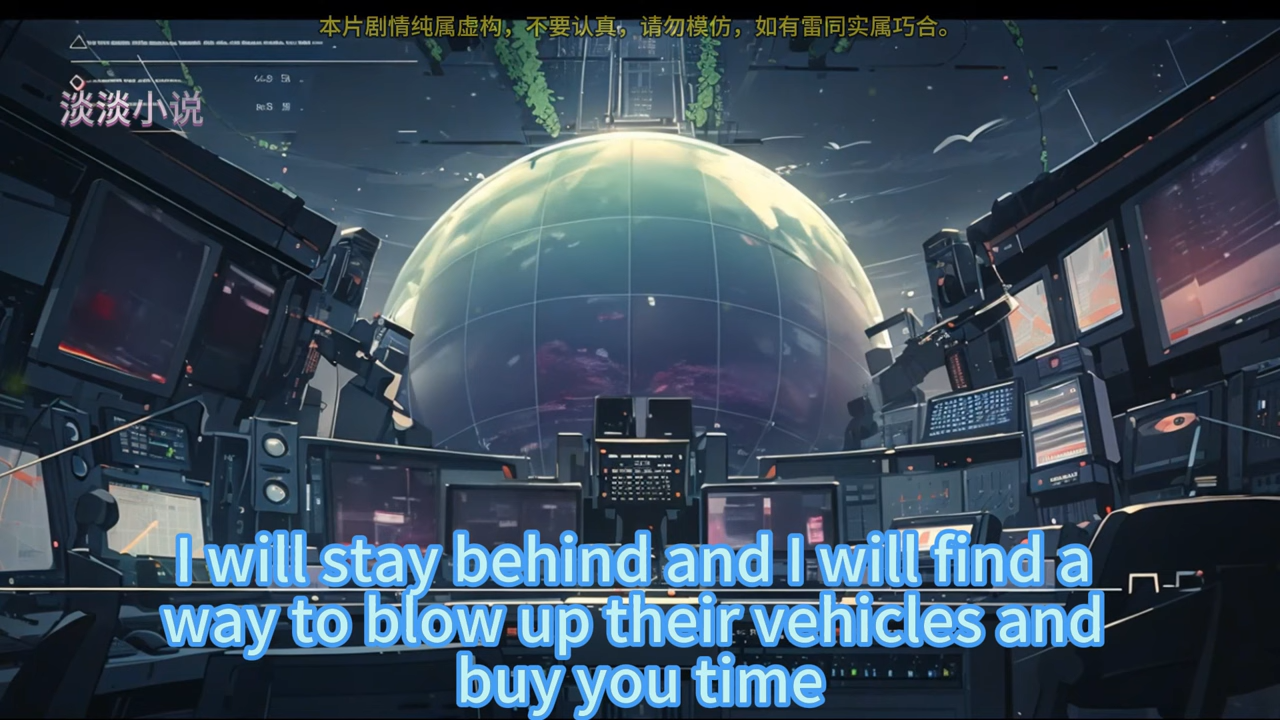 本片剧情纯属虚构，不要认真，请勿模仿，如有雷同实属巧合。
淡淡小说
I will stay behind and I will find a
way to blow up their vehicles and
buy you time